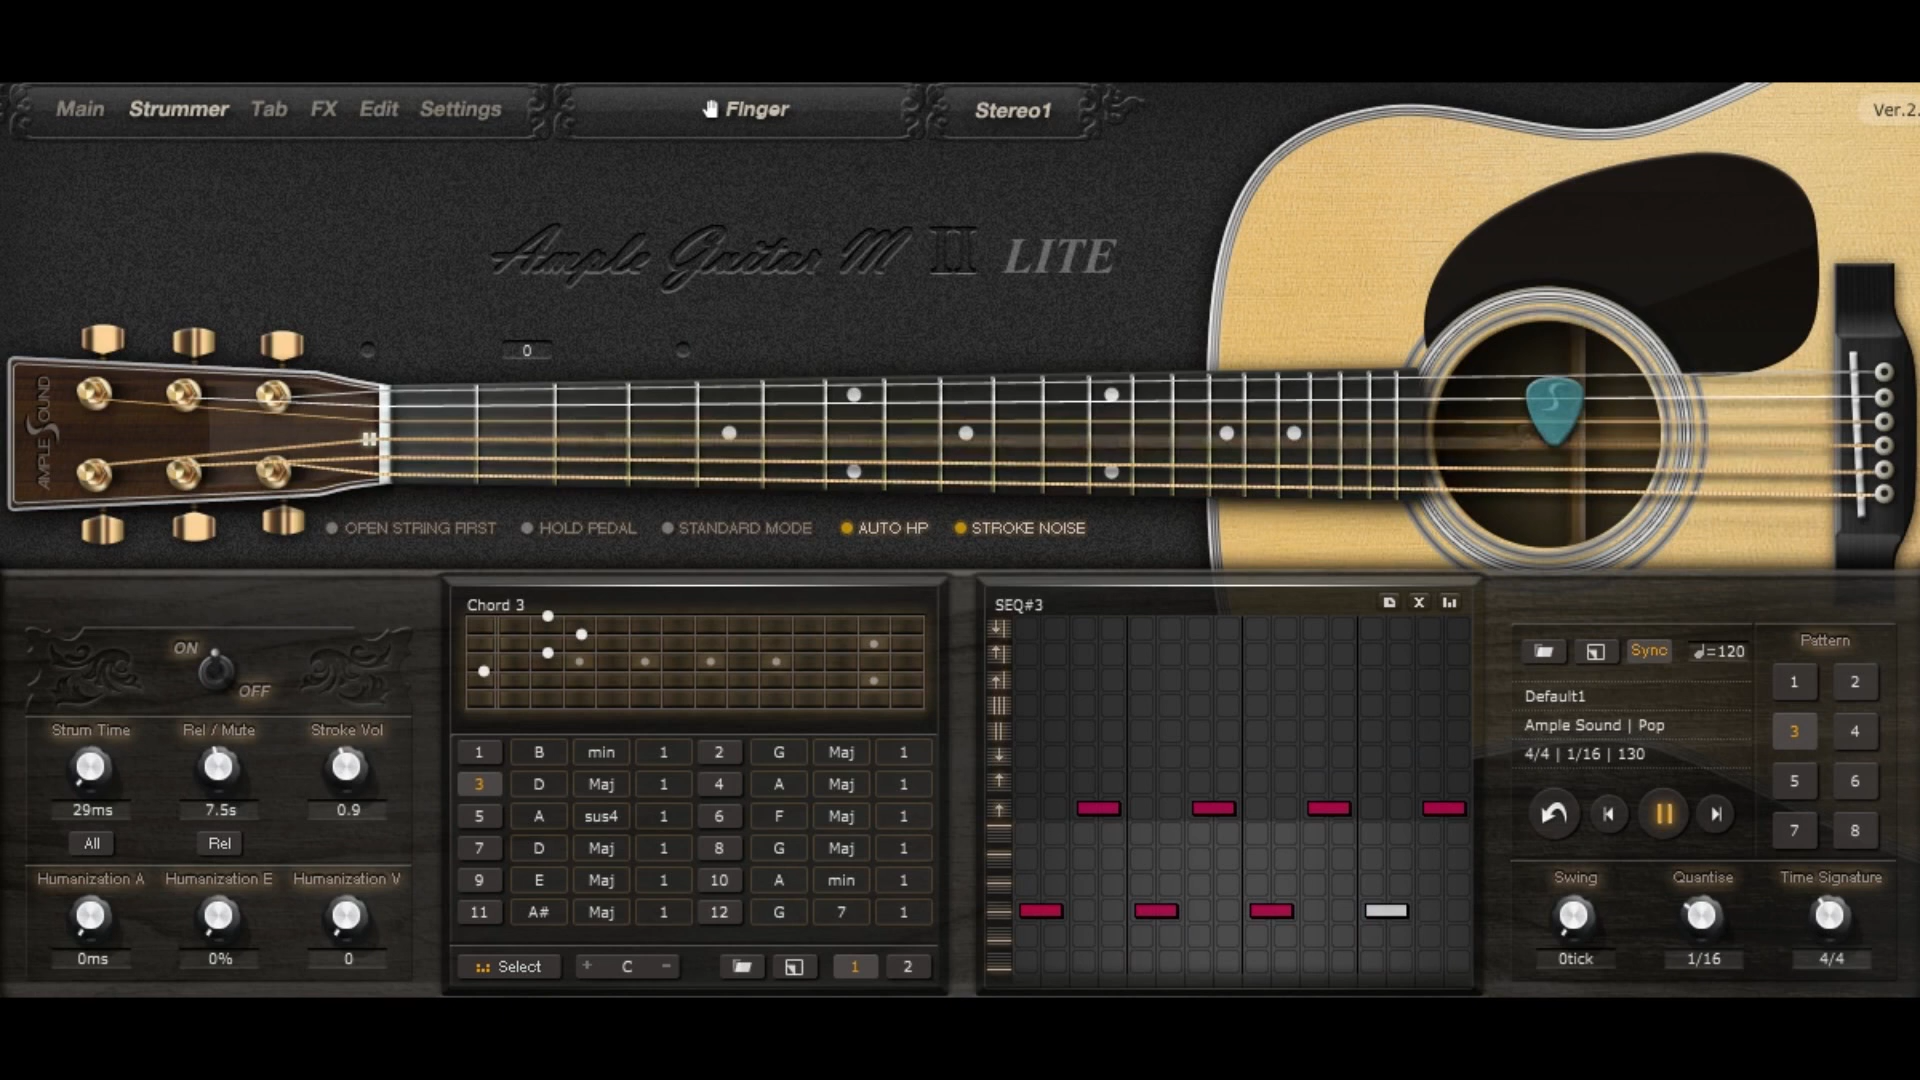 Main Strummer Tab FX Edit Settings
Finger
Stereo1
Ver.2.
Ample Guitar M II LITE
0
AMPLE SOUND
OPEN STRING FIRST HOLD PEDAL STANDARD MODE AUTO HP STROKE NOISE
ON
OFF
Strum Time Rel / Mute Stroke Vol
29ms 7.5s 0.9
All Rel
Humanization A Humanization E Humanization V
0ms 0% 0
Chord 3
1 B min 1 2 G Maj 1
3 D Maj 1 4 A Maj 1
5 A sus4 1 6 F Maj 1
7 D Maj 1 8 G Maj 1
9 E Maj 1 10 A min 1
11 A# Maj 1 12 G 7 1
Select + C - 1 2
SEQ#3 X
Sync =120
Default1
Ample Sound | Pop
4/4 | 1/16 | 130
Pattern
1 2
3 4
5 6
7 8
Swing Quantise Time Signature
0tick 1/16 4/4